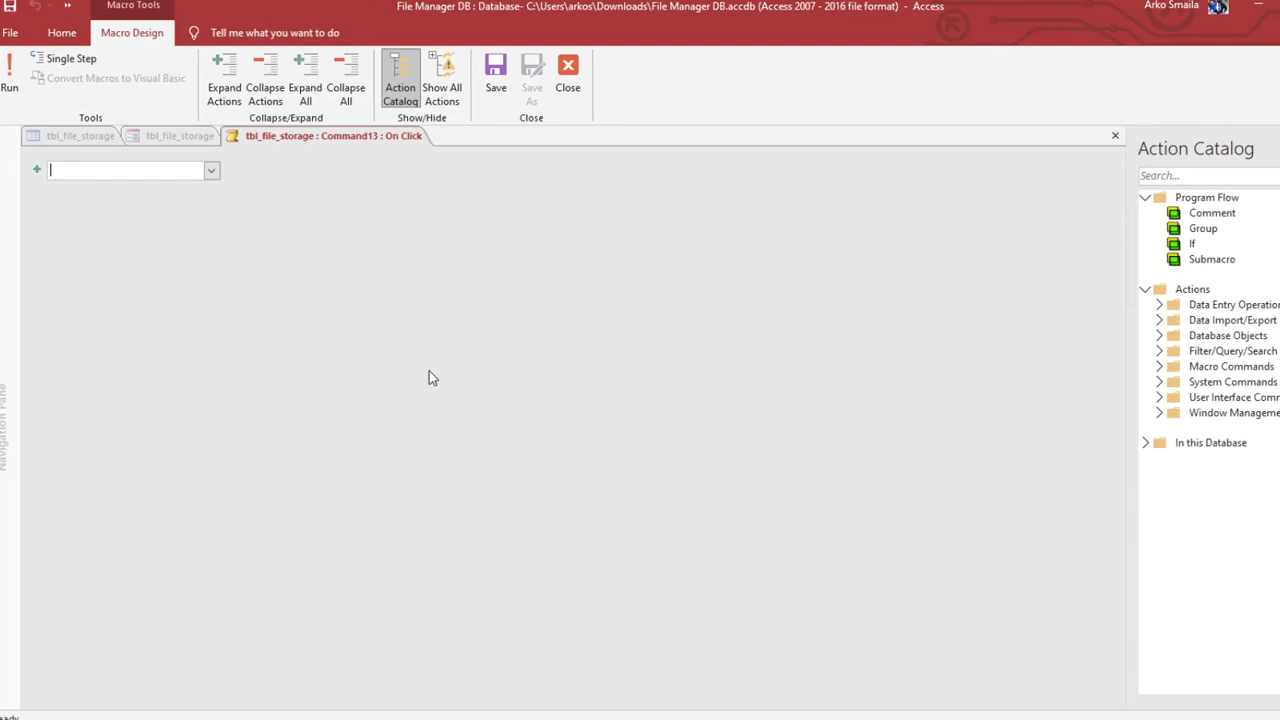 Macro Tools
File Manager DB : Database- C:\Users\arkos\Downloads\File Manager DB.accdb (Access 2007 - 2016 file format) - Access
Arko Smaila
File Home Macro Design Tell me what you want to do
Run
Single Step
Convert Macros to Visual Basic
Tools
Expand Actions
Collapse Actions
Expand All
Collapse All
Collapse/Expand
Action Catalog
Show All Actions
Show/Hide
Save
Save As
Close
Close
tbl_file_storage
tbl_file_storage
tbl_file_storage : Command13 : On Click
Navigation Pane
Action Catalog
Search...
Program Flow
Comment
Group
If
Submacro
Actions
Data Entry Operation
Data Import/Export
Database Objects
Filter/Query/Search
Macro Commands
System Commands
User Interface Comm
Window Manageme
In this Database
eady